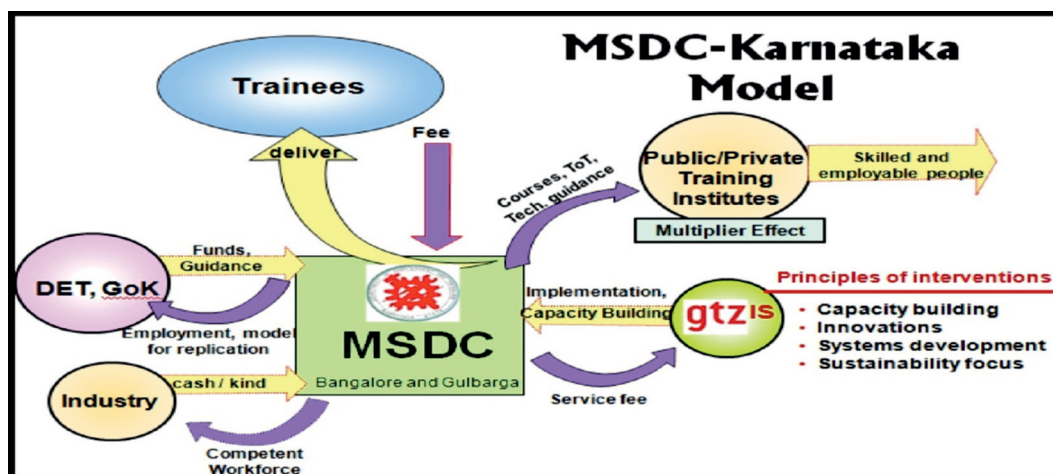 MSDC-Karnataka
Model
Trainees
deliver
Fee
Courses, ToT,
Tech. guidance
Public/Private
Training
Institutes
Multiplier Effect
Skilled and
employable people
DET, GoK
Funds,
Guidance
Employment, model
for replication
MSDC
Bangalore and Gulbarga
Implementation,
Capacity Building
gtz IS
Service fee
Principles of interventions
• Capacity building
• Innovations
• Systems development
• Sustainability focus
Industry
cash / kind
Competent
Workforce